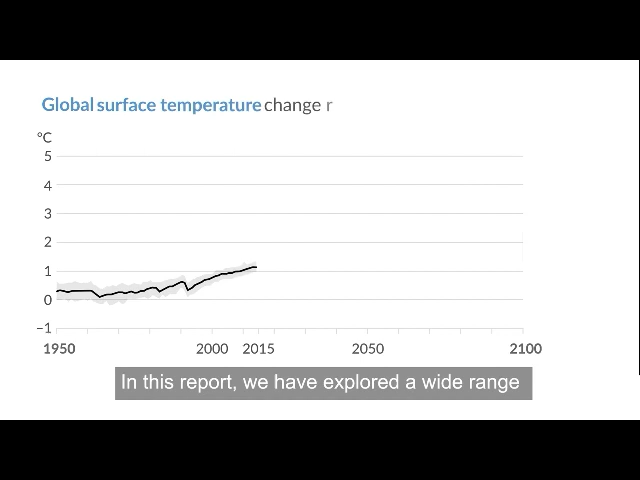 Global surface temperature change r
°C
5
4
3
2
1
0
–1
1950 2000 2015 2050 2100
In this report, we have explored a wide range